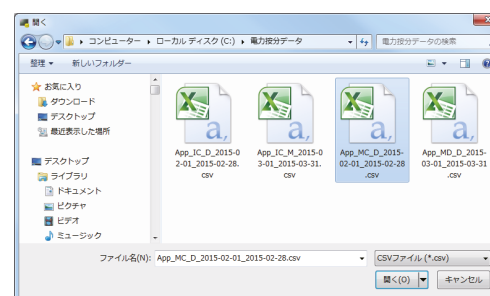 開く
コンピューター ▸ ローカル ディスク (C:) ▸ 電力按分データ
電力按分データの検索
整理 ▼ 新しいフォルダー
お気に入り
ダウンロード
デスクトップ
最近表示した場所
デスクトップ
ライブラリ
ドキュメント
ピクチャ
ビデオ
ミュージック
App_IC_D_2015-0
2-01_2015-02-28.
csv
App_IC_M_2015-0
3-01_2015-03-31.
csv
App_MC_D_2015-
02-01_2015-02-28
.csv
App_MD_D_2015-
03-01_2015-03-31
.csv
ファイル名(N): App_MC_D_2015-02-01_2015-02-28.csv
CSVファイル (*.csv)
開く(O)
キャンセル